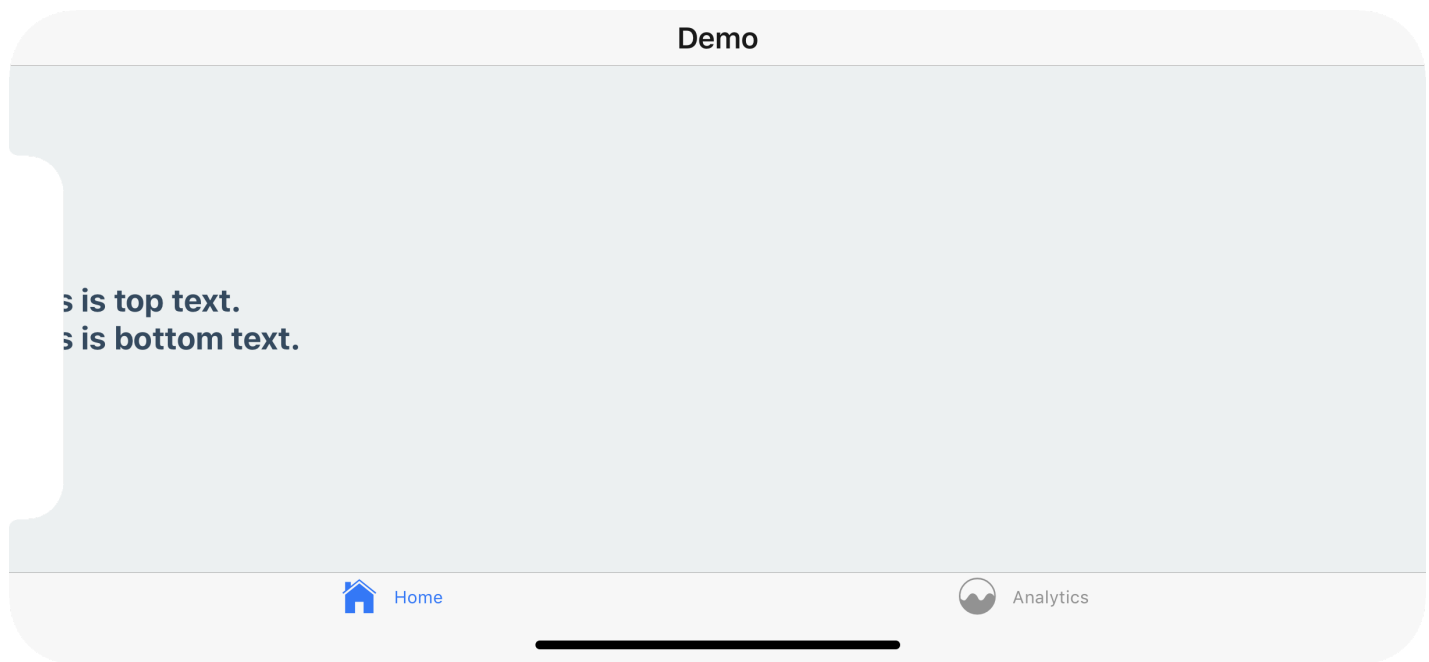 Demo
s is top text.
s is bottom text.
Home
Analytics